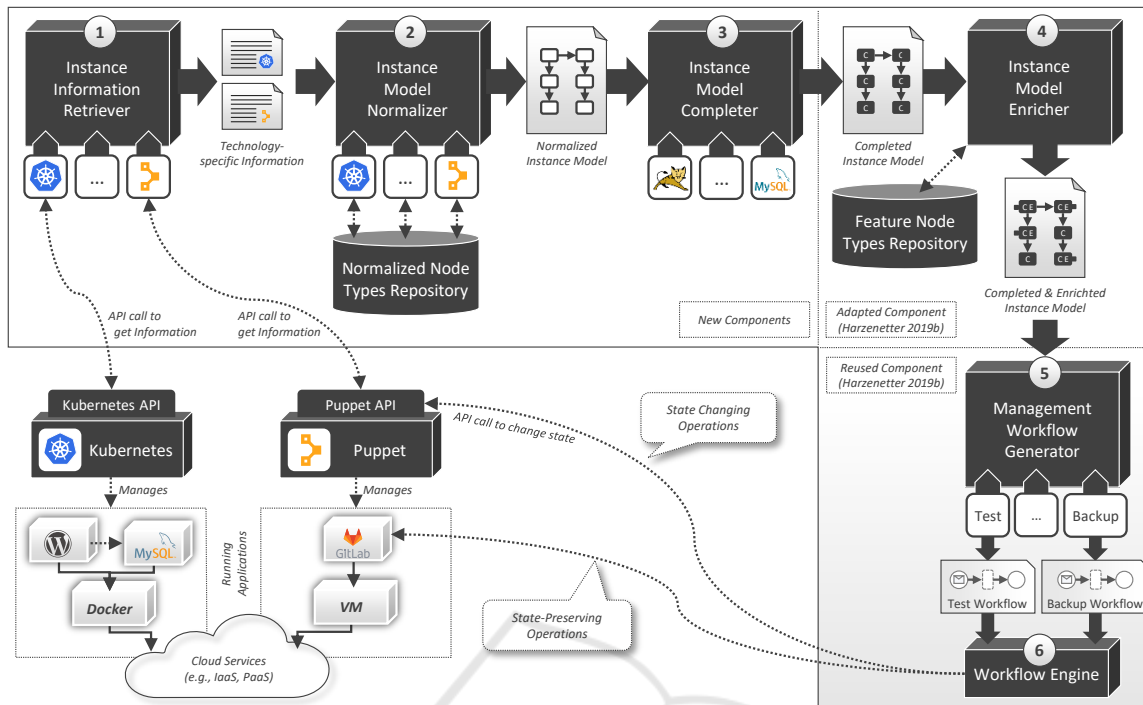 1
Instance
Information
Retriever
...
Technology-
specific Information
2
Instance
Model
Normalizer
...
Normalized Node
Types Repository
Normalized
Instance Model
3
Instance
Model
Completer
...
MySQL
C C
C C
C C
Completed
Instance Model
4
Instance
Model
Enricher
Feature Node
Types Repository
C E C E
C E C
C C E
Completed & Enrichted
Instance Model
New Components
Adapted Component
(Harzenetter 2019b)
Reused Component
(Harzenetter 2019b)
API call to
get Information
API call to
get Information
Kubernetes API
Kubernetes
Manages
Puppet API
Puppet
Manages
API call to change state
State Changing
Operations
5
Management
Workflow
Generator
Test
...
Backup
Test Workflow
Backup Workflow
6
Workflow Engine
W
MySQL
Docker
Running
Applications
GitLab
VM
State-Preserving
Operations
Cloud Services
(e.g., IaaS, PaaS)